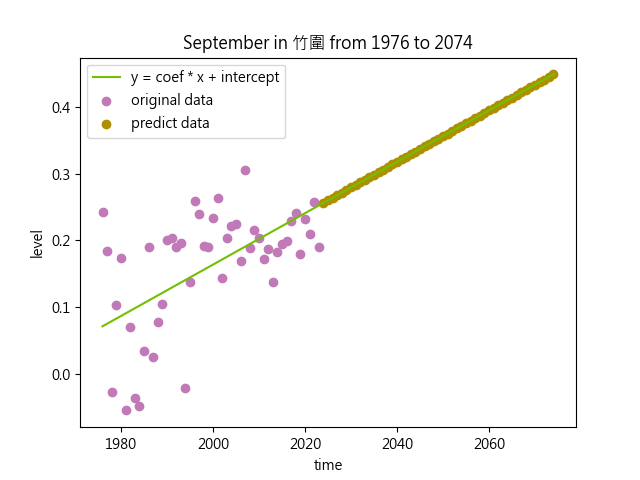 September in 竹圍 from 1976 to 2074
y = coef * x + intercept
original data
predict data
0.4
0.3
0.2
0.1
0.0
level
1980
2000
2020
2040
2060
time